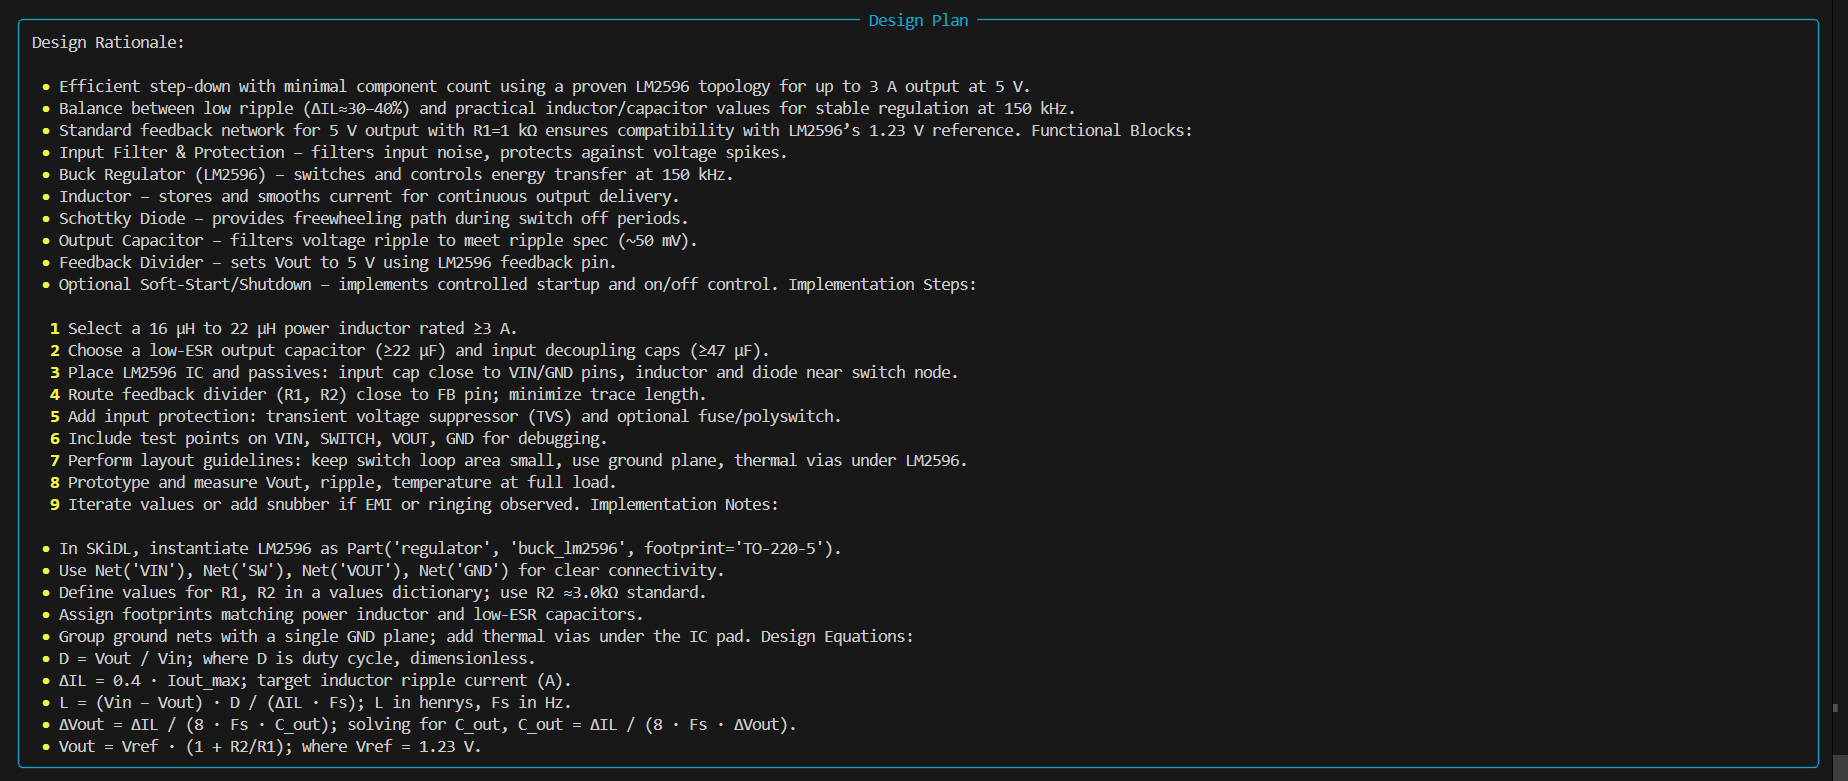 Design Plan
Design Rationale:
• Efficient step-down with minimal component count using a proven LM2596 topology for up to 3 A output at 5 V.
• Balance between low ripple (ΔIL≈30–40%) and practical inductor/capacitor values for stable regulation at 150 kHz.
• Standard feedback network for 5 V output with R1=1 kΩ ensures compatibility with LM2596’s 1.23 V reference. Functional Blocks:
• Input Filter & Protection – filters input noise, protects against voltage spikes.
• Buck Regulator (LM2596) – switches and controls energy transfer at 150 kHz.
• Inductor – stores and smooths current for continuous output delivery.
• Schottky Diode – provides freewheeling path during switch off periods.
• Output Capacitor – filters voltage ripple to meet ripple spec (~50 mV).
• Feedback Divider – sets Vout to 5 V using LM2596 feedback pin.
• Optional Soft-Start/Shutdown – implements controlled startup and on/off control. Implementation Steps:
1 Select a 16 µH to 22 µH power inductor rated ≥3 A.
2 Choose a low-ESR output capacitor (≥22 µF) and input decoupling caps (≥47 µF).
3 Place LM2596 IC and passives: input cap close to VIN/GND pins, inductor and diode near switch node.
4 Route feedback divider (R1, R2) close to FB pin; minimize trace length.
5 Add input protection: transient voltage suppressor (TVS) and optional fuse/polyswitch.
6 Include test points on VIN, SWITCH, VOUT, GND for debugging.
7 Perform layout guidelines: keep switch loop area small, use ground plane, thermal vias under LM2596.
8 Prototype and measure Vout, ripple, temperature at full load.
9 Iterate values or add snubber if EMI or ringing observed. Implementation Notes:
• In SKiDL, instantiate LM2596 as Part('regulator', 'buck_lm2596', footprint='TO-220-5').
• Use Net('VIN'), Net('SW'), Net('VOUT'), Net('GND') for clear connectivity.
• Define values for R1, R2 in a values dictionary; use R2 ≈3.0kΩ standard.
• Assign footprints matching power inductor and low-ESR capacitors.
• Group ground nets with a single GND plane; add thermal vias under the IC pad. Design Equations:
• D = Vout / Vin; where D is duty cycle, dimensionless.
• ΔIL = 0.4 · Iout_max; target inductor ripple current (A).
• L = (Vin – Vout) · D / (ΔIL · Fs); L in henrys, Fs in Hz.
• ΔVout = ΔIL / (8 · Fs · C_out); solving for C_out, C_out = ΔIL / (8 · Fs · ΔVout).
• Vout = Vref · (1 + R2/R1); where Vref = 1.23 V.